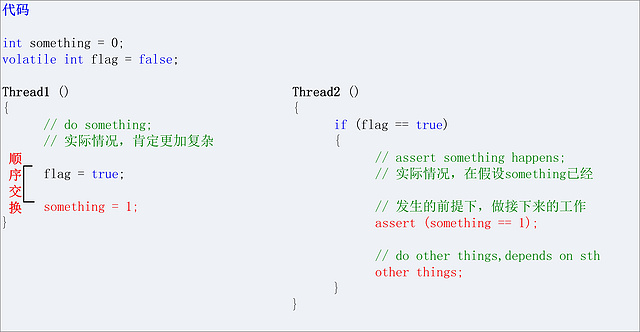 代码
int something = 0;
volatile int flag = false;
Thread1 ()
{
// do something;
// 实际情况，肯定更加复杂
flag = true;
something = 1;
}
顺序交换
Thread2 ()
{
if (flag == true)
{
// assert something happens;
// 实际情况，在假设something已经
// 发生的前提下，做接下来的工作
assert (something == 1);
// do other things,depends on sth
other things;
}
}